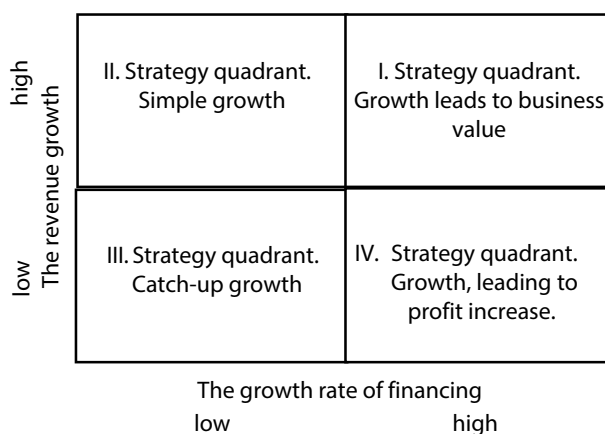 high
low
The revenue growth
II. Strategy quadrant.
Simple growth
I. Strategy quadrant.
Growth leads to business
value
III. Strategy quadrant.
Catch-up growth
IV. Strategy quadrant.
Growth, leading to
profit increase.
The growth rate of financing
low
high